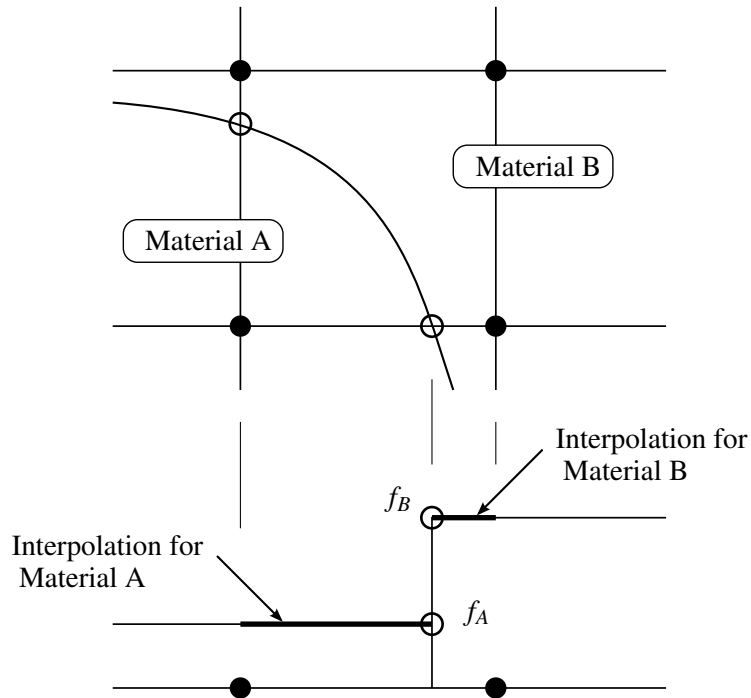 Material B
Material A
Interpolation for
Material B
f_B
Interpolation for
Material A
f_A